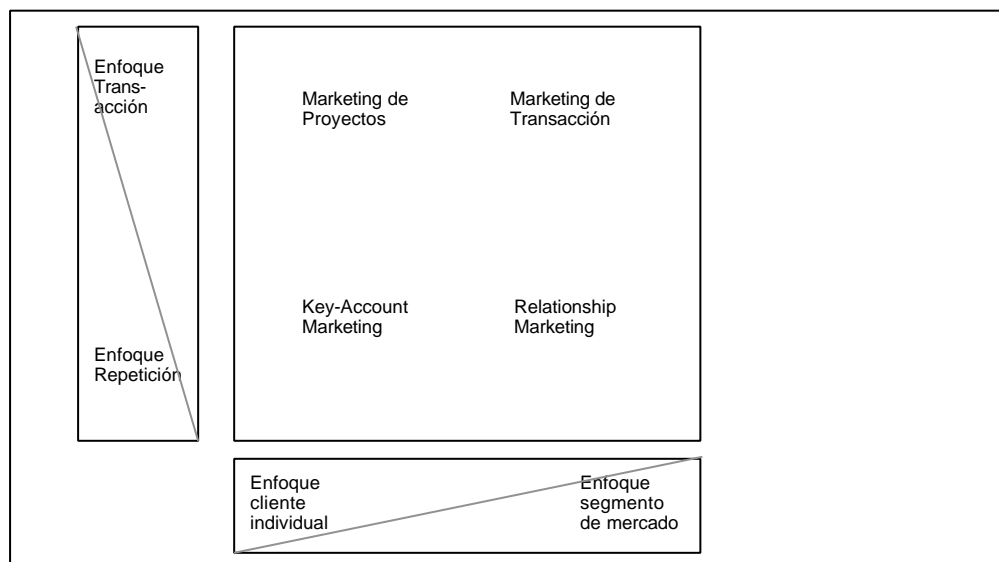 Enfoque
Trans-
acción
Marketing de
Proyectos
Marketing de
Transacción
Key-Account
Marketing
Relationship
Marketing
Enfoque
Repetición
Enfoque
cliente
individual
Enfoque
segmento
de mercado